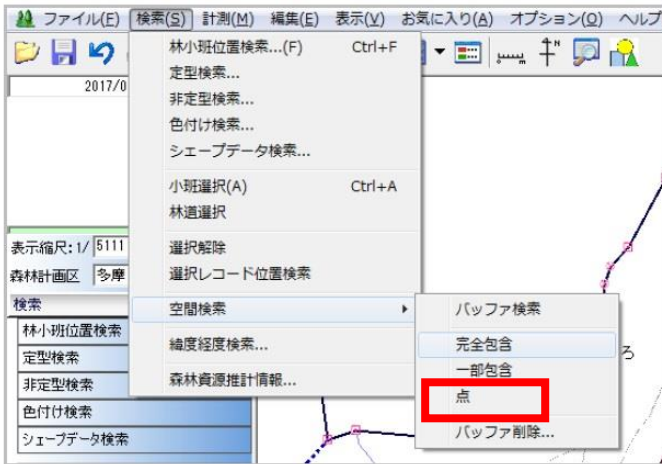 ファイル(F) 検索(S) 計測(M) 編集(E) 表示(V) お気に入り(A) オプション(O) ヘルプ
2017/0
林小班位置検索...(F) Ctrl+F
定型検索...
非定型検索...
色付け検索...
シェープデータ検索...
小班選択(A) Ctrl+A
林道選択
選択解除
選択レコード位置検索
空間検索
緯度経度検索...
森林資源推計情報...
バッファ検索
完全包含
一部包含
点
バッファ削除...
表示縮尺:1/ 5111
森林計画区 多摩
検索
林小班位置検索
定型検索
非定型検索
色付け検索
シェープデータ検索
ろ
N